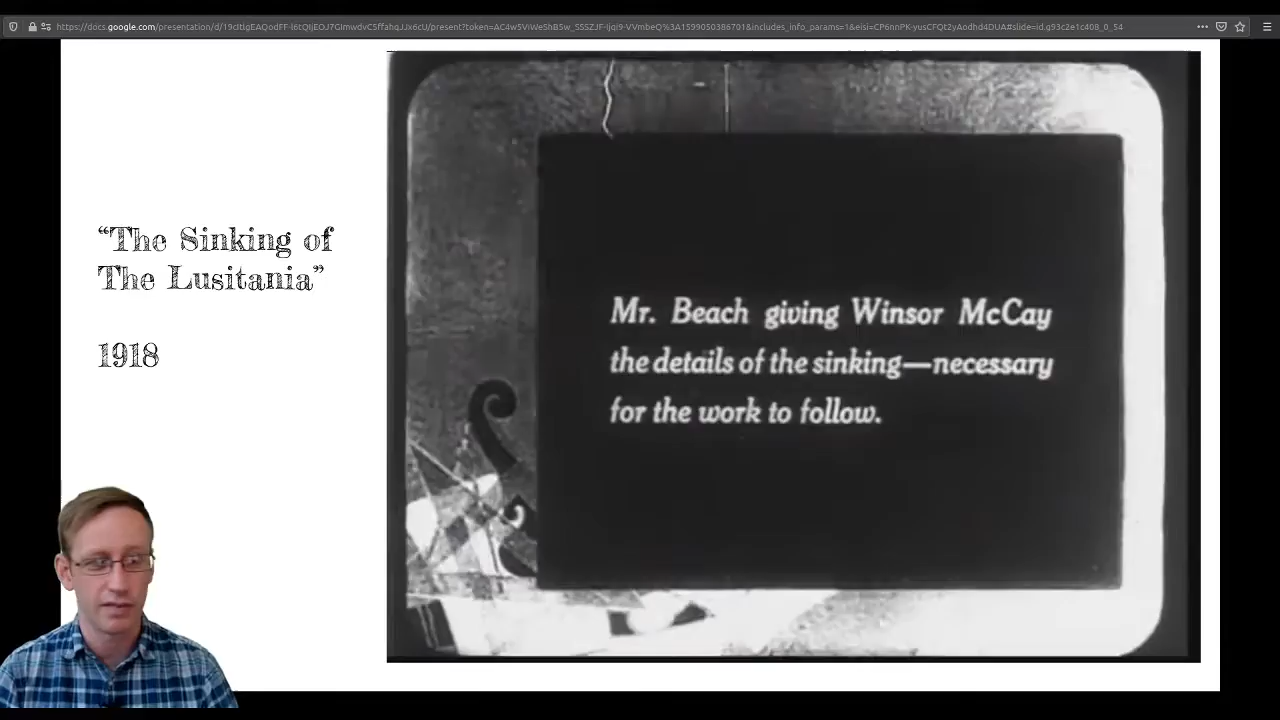 “The Sinking of
The Lusitania”
1918
Mr. Beach giving Winsor McCay
the details of the sinking—necessary
for the work to follow.